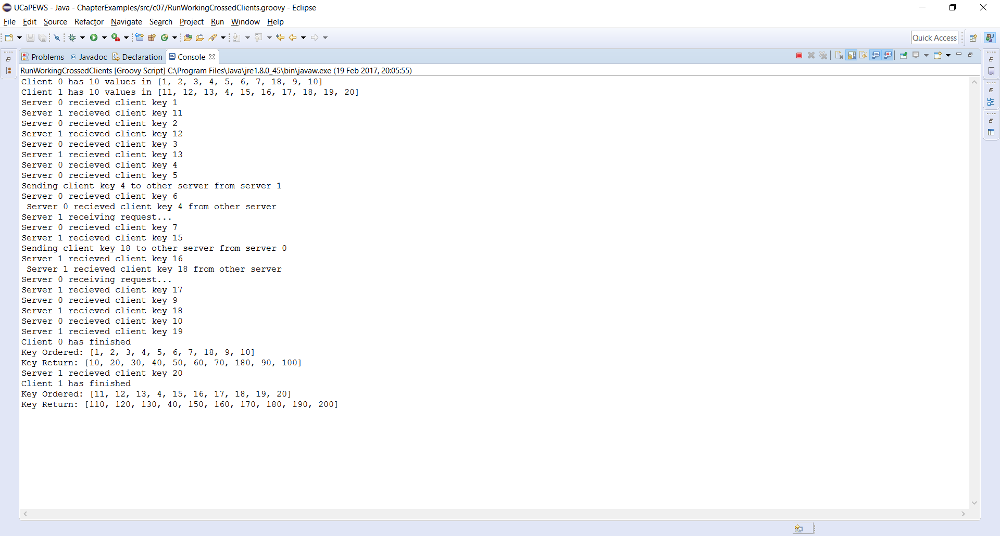 UCaPEWS - Java - ChapterExamples/src/c07/RunWorkingCrossedClients.groovy - Eclipse
File Edit Source Refactor Navigate Search Project Run Window Help
Quick Access
Problems @ Javadoc Declaration Console
RunWorkingCrossedClients [Groovy Script] C:\Program Files\Java\jre1.8.0_45\bin\javaw.exe (19 Feb 2017, 20:05:55)
Client 0 has 10 values in [1, 2, 3, 4, 5, 6, 7, 18, 9, 10]
Client 1 has 10 values in [11, 12, 13, 4, 15, 16, 17, 18, 19, 20]
Server 0 recieved client key 1
Server 1 recieved client key 11
Server 0 recieved client key 2
Server 1 recieved client key 12
Server 0 recieved client key 3
Server 1 recieved client key 13
Server 0 recieved client key 4
Server 0 recieved client key 5
Sending client key 4 to other server from server 1
Server 0 recieved client key 6
Server 0 recieved client key 4 from other server
Server 1 receiving request...
Server 0 recieved client key 7
Server 1 recieved client key 15
Sending client key 18 to other server from server 0
Server 1 recieved client key 16
Server 1 recieved client key 18 from other server
Server 0 receiving request...
Server 1 recieved client key 17
Server 0 recieved client key 9
Server 1 recieved client key 18
Server 0 recieved client key 10
Server 1 recieved client key 19
Client 0 has finished
Key Ordered: [1, 2, 3, 4, 5, 6, 7, 18, 9, 10]
Key Return: [10, 20, 30, 40, 50, 60, 70, 180, 90, 100]
Server 1 recieved client key 20
Client 1 has finished
Key Ordered: [11, 12, 13, 4, 15, 16, 17, 18, 19, 20]
Key Return: [110, 120, 130, 40, 150, 160, 170, 180, 190, 200]